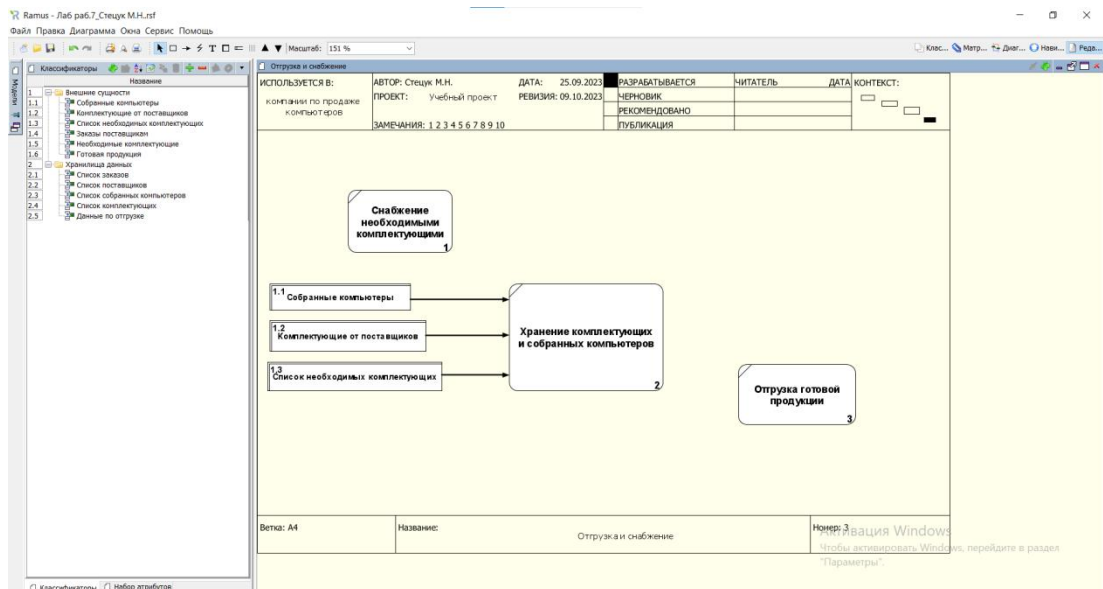 Ramus - Лаб раб.7_Стецук М.Н..rsf
Файл Правка Диаграмма Окна Сервис Помощь
Масштаб: 151 %
Клас... Матр... Диаг... Нави... Реда...
Модели
Классификаторы
Название
1 Внешние сущности
1.1 Собранные компьютеры
1.2 Комплектующие от поставщиков
1.3 Список необходимых комплектующих
1.4 Заказы поставщикам
1.5 Необходимые комплектующие
1.6 Готовая продукция
2 Хранилища данных
2.1 Список заказов
2.2 Список поставщиков
2.3 Список собранных компьютеров
2.4 Список комплектующих
2.5 Данные по отгрузке
Классификаторы Набор атрибутов
Отгрузка и снабжение
ИСПОЛЬЗУЕТСЯ В:
компании по продаже
компьютеров
АВТОР: Стецук М.Н.
ДАТА: 25.09.2023
ПРОЕКТ: Учебный проект
РЕВИЗИЯ: 09.10.2023
ЗАМЕЧАНИЯ: 1 2 3 4 5 6 7 8 9 10
РАЗРАБАТЫВАЕТСЯ
ЧЕРНОВИК
РЕКОМЕНДОВАНО
ПУБЛИКАЦИЯ
ЧИТАТЕЛЬ
ДАТА
КОНТЕКСТ:
Снабжение
необходимыми
комплектующими
1
1.1
Собранные компьютеры
1.2
Комплектующие от поставщиков
1.3
Список необходимых комплектующих
Хранение комплектующих
и собранных компьютеров
2
Отгрузка готовой
продукции
3
Ветка: A4
Название:
Отгрузка и снабжение
Номер: 3
Активация Windows
Чтобы активировать Windows, перейдите в раздел
"Параметры".